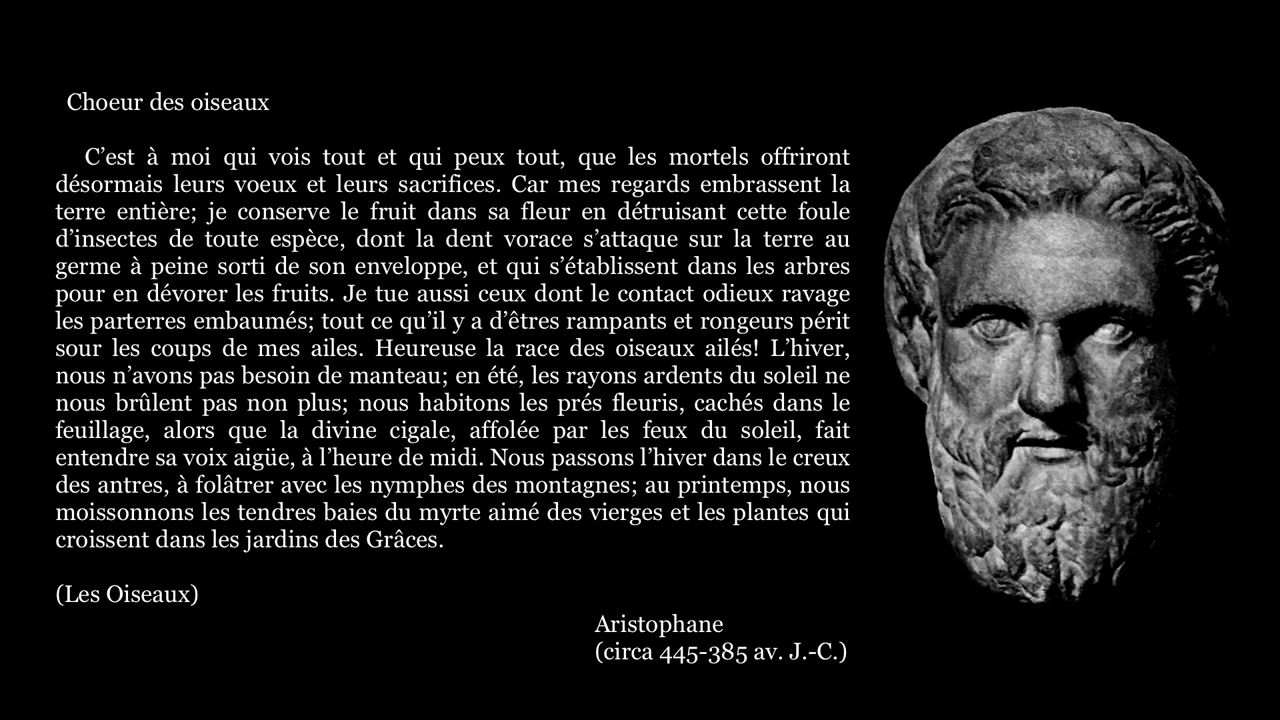 Choeur des oiseaux
C’est à moi qui vois tout et qui peux tout, que les mortels offriront
désormais leurs voeux et leurs sacrifices. Car mes regards embrassent la
terre entière; je conserve le fruit dans sa fleur en détruisant cette foule
d’insectes de toute espèce, dont la dent vorace s’attaque sur la terre au
germe à peine sorti de son enveloppe, et qui s’établissent dans les arbres
pour en dévorer les fruits. Je tue aussi ceux dont le contact odieux ravage
les parterres embaumés; tout ce qu’il y a d’êtres rampants et rongeurs périt
sour les coups de mes ailes. Heureuse la race des oiseaux ailés! L’hiver,
nous n’avons pas besoin de manteau; en été, les rayons ardents du soleil ne
nous brûlent pas non plus; nous habitons les prés fleuris, cachés dans le
feuillage, alors que la divine cigale, affolée par les feux du soleil, fait
entendre sa voix aigüe, à l’heure de midi. Nous passons l’hiver dans le creux
des antres, à folâtrer avec les nymphes des montagnes; au printemps, nous
moissonnons les tendres baies du myrte aimé des vierges et les plantes qui
croissent dans les jardins des Grâces.
(Les Oiseaux)
Aristophane
(circa 445-385 av. J.-C.)